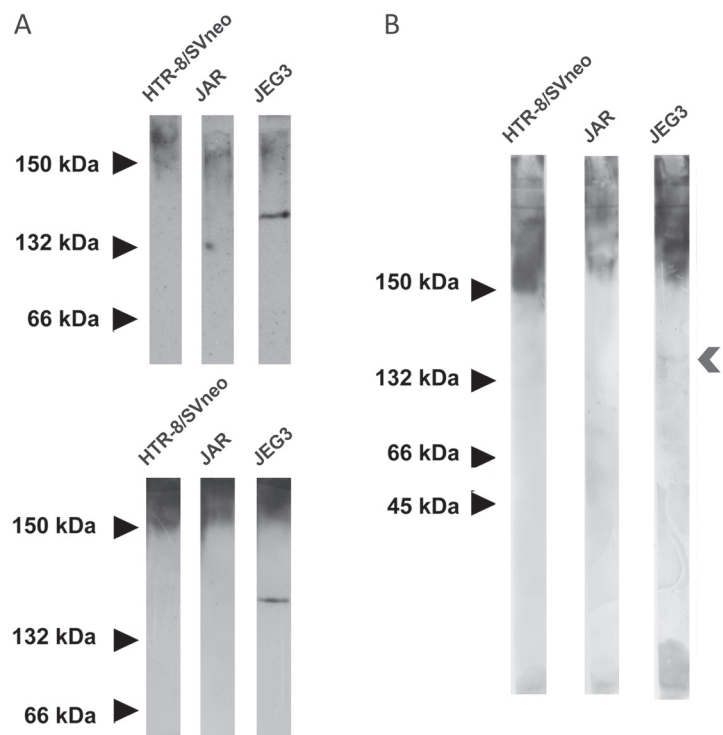 A
HTR-8/SVneo
JAR
JEG3
150 kDa
132 kDa
66 kDa
HTR-8/SVneo
JAR
JEG3
150 kDa
132 kDa
66 kDa
B
HTR-8/SVneo
JAR
JEG3
150 kDa
132 kDa
66 kDa
45 kDa